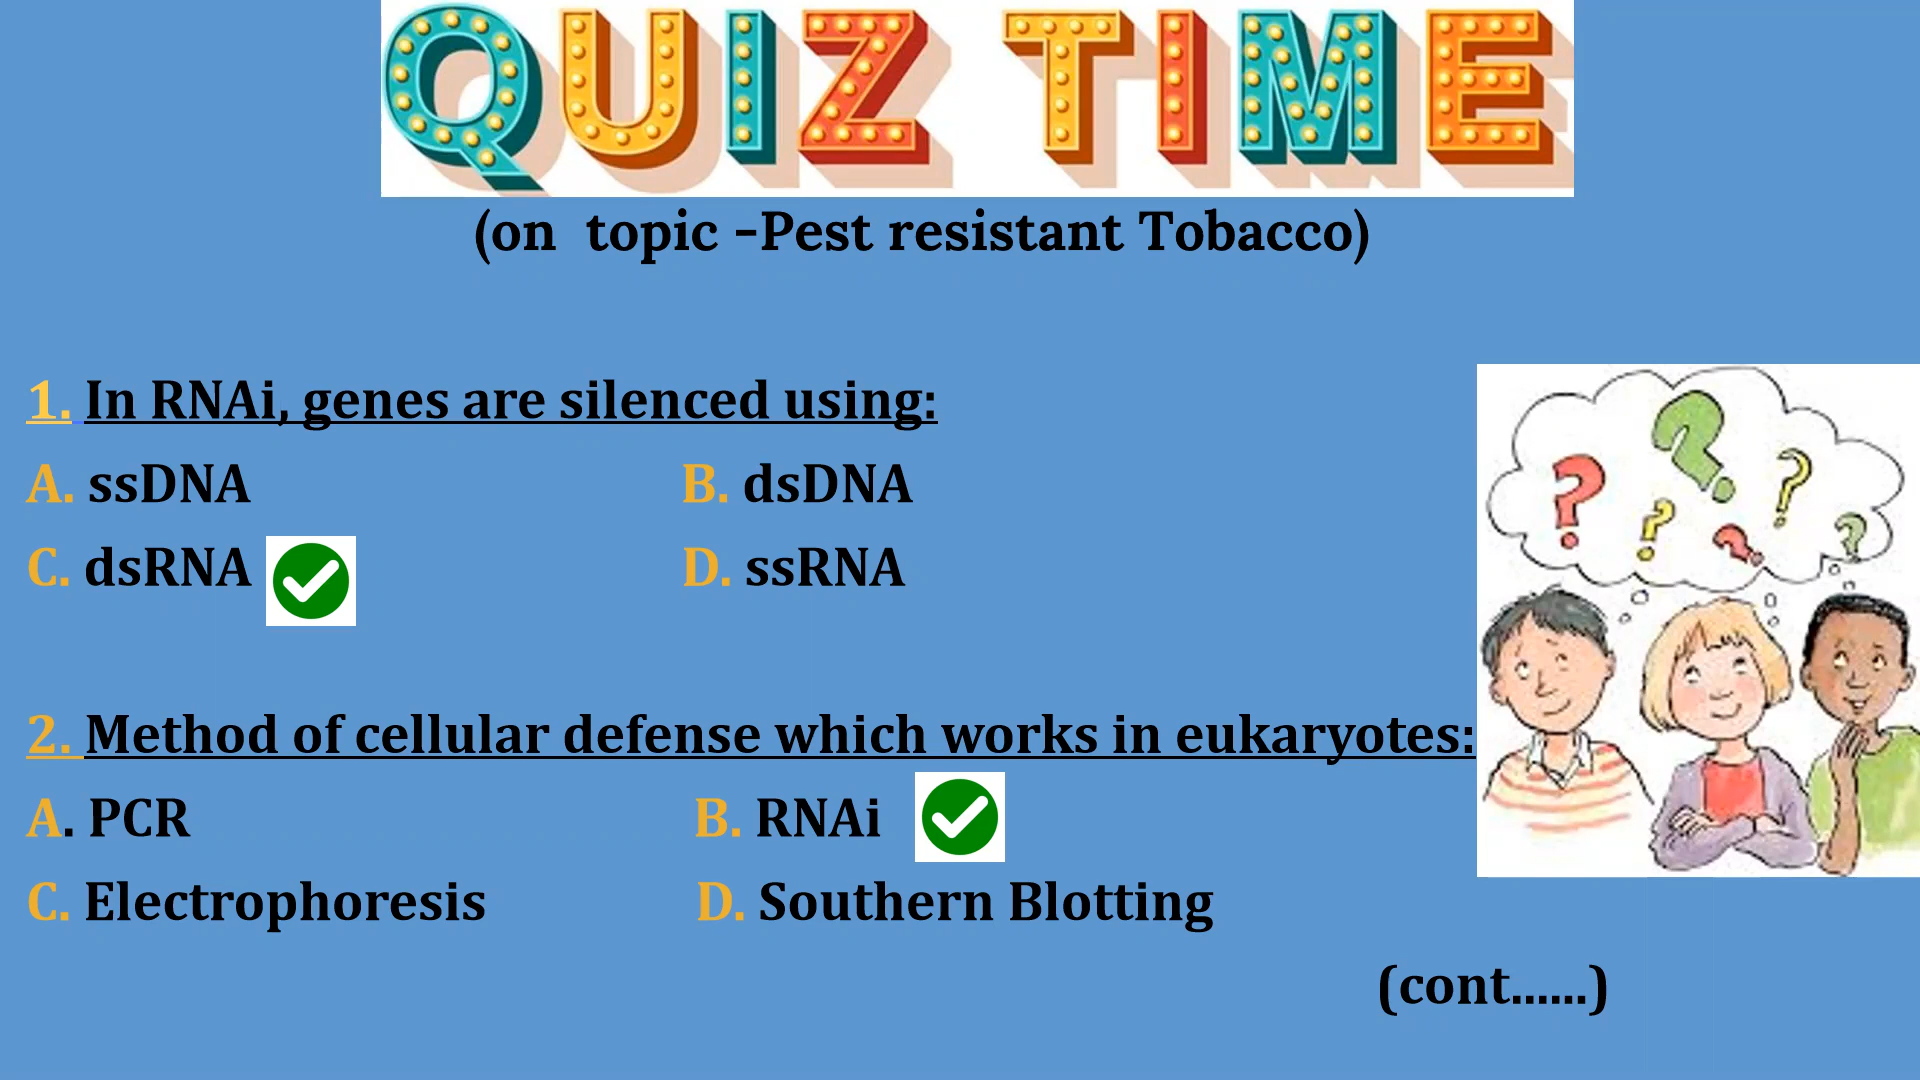 QUIZ TIME
(on topic -Pest resistant Tobacco)
1. In RNAi, genes are silenced using:
A. ssDNA B. dsDNA
C. dsRNA D. ssRNA
2. Method of cellular defense which works in eukaryotes:
A. PCR B. RNAi
C. Electrophoresis D. Southern Blotting
(cont......)